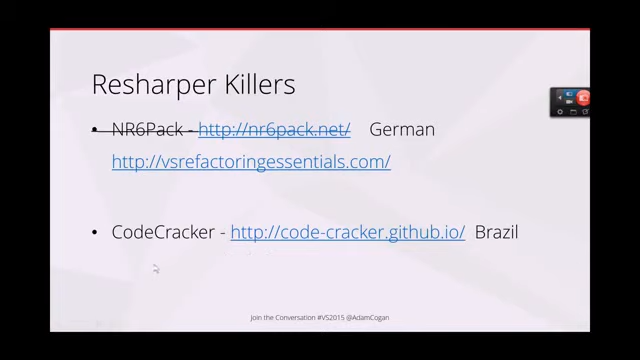 Resharper Killers
• NR6Pack - http://nr6pack.net/ German
http://vsrefactoringessentials.com/
• CodeCracker - http://code-cracker.github.io/ Brazil
Join the Conversation #VS2015 @AdamCogan